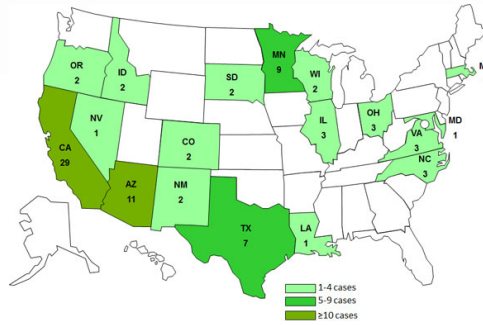 MN
9
OR
2
ID
2
SD
2
WI
2
M
NV
1
IL
3
OH
3
MD
1
CA
29
CO
2
VA
3
AZ
11
NM
2
NC
3
TX
7
LA
1
1-4 cases
5-9 cases
≥10 cases